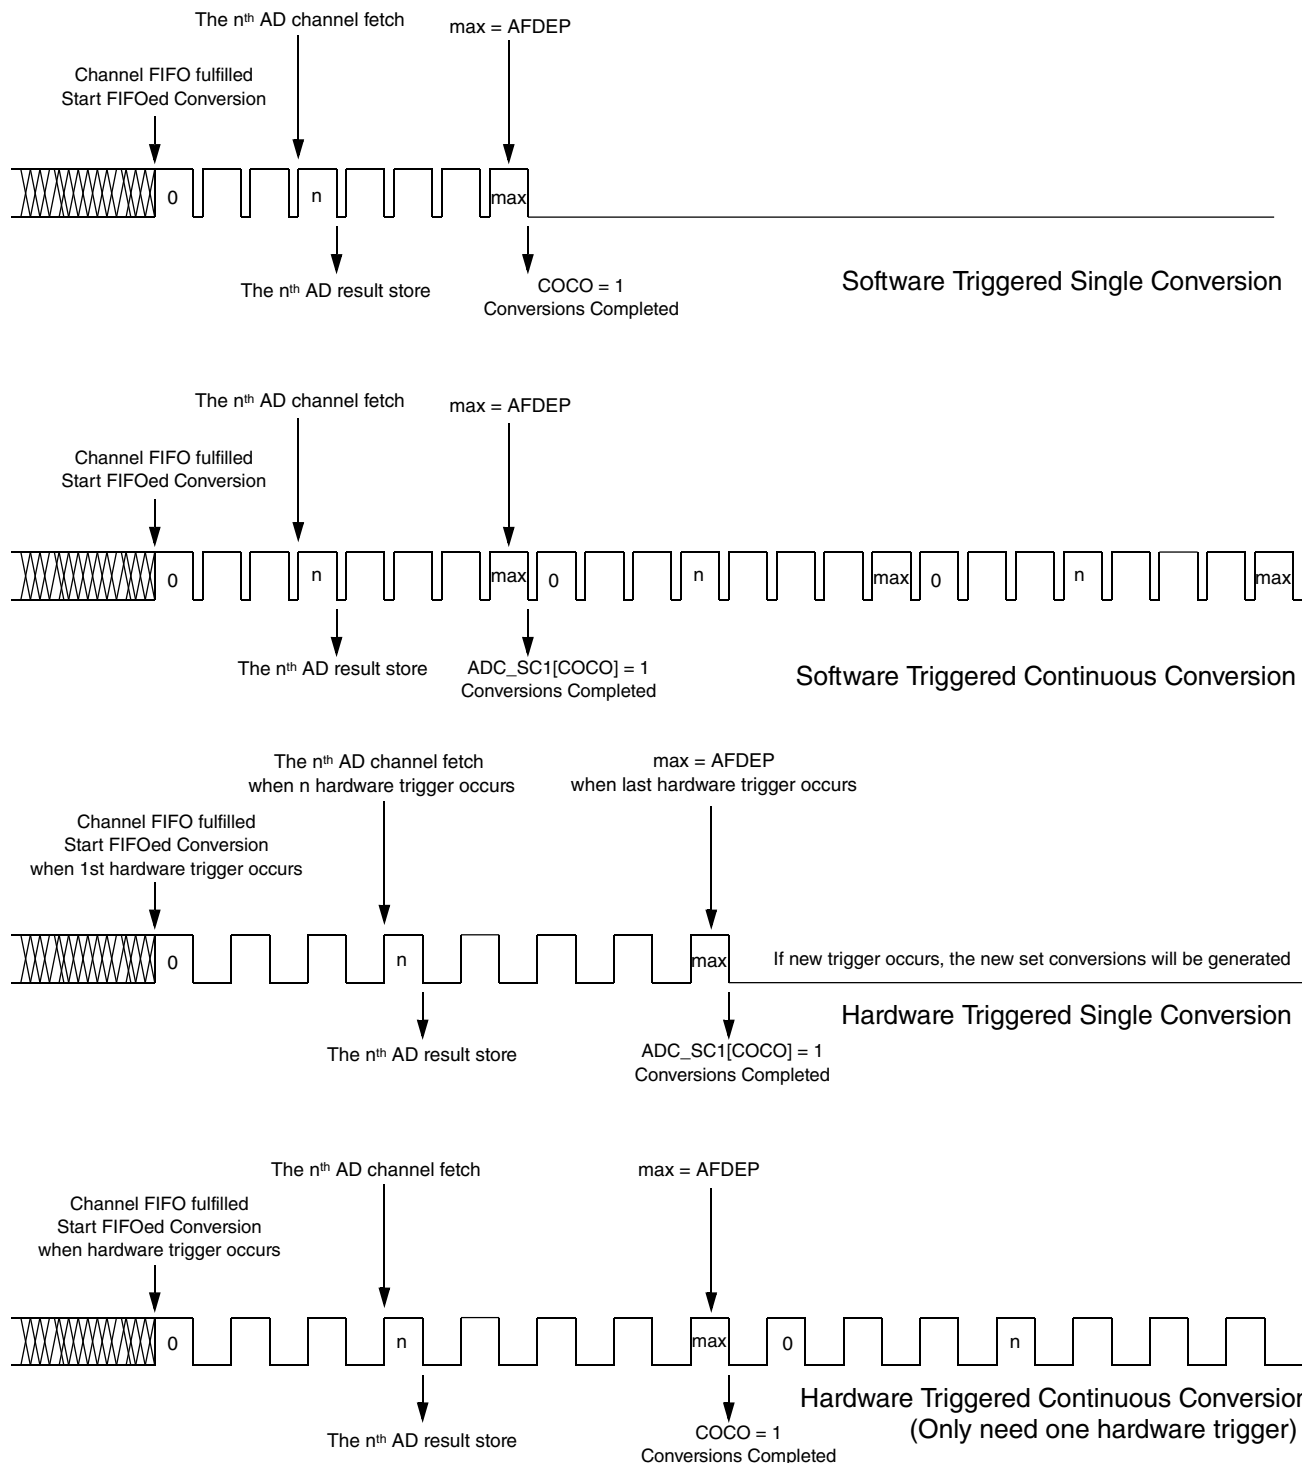 The nth AD channel fetch
max = AFDEP
Channel FIFO fulfilled
Start FIFOed Conversion
0
n
max
The nth AD result store
COCO = 1
Conversions Completed
Software Triggered Single Conversion
The nth AD channel fetch
max = AFDEP
Channel FIFO fulfilled
Start FIFOed Conversion
0
n
max
0
n
max
0
n
max
The nth AD result store
ADC_SC1[COCO] = 1
Conversions Completed
Software Triggered Continuous Conversion
The nth AD channel fetch
when n hardware trigger occurs
max = AFDEP
when last hardware trigger occurs
Channel FIFO fulfilled
Start FIFOed Conversion
when 1st hardware trigger occurs
0
n
max
If new trigger occurs, the new set conversions will be generated
Hardware Triggered Single Conversion
The nth AD result store
ADC_SC1[COCO] = 1
Conversions Completed
The nth AD channel fetch
max = AFDEP
Channel FIFO fulfilled
Start FIFOed Conversion
when hardware trigger occurs
0
n
max
0
n
Hardware Triggered Continuous Conversion
(Only need one hardware trigger)
The nth AD result store
COCO = 1
Conversions Completed